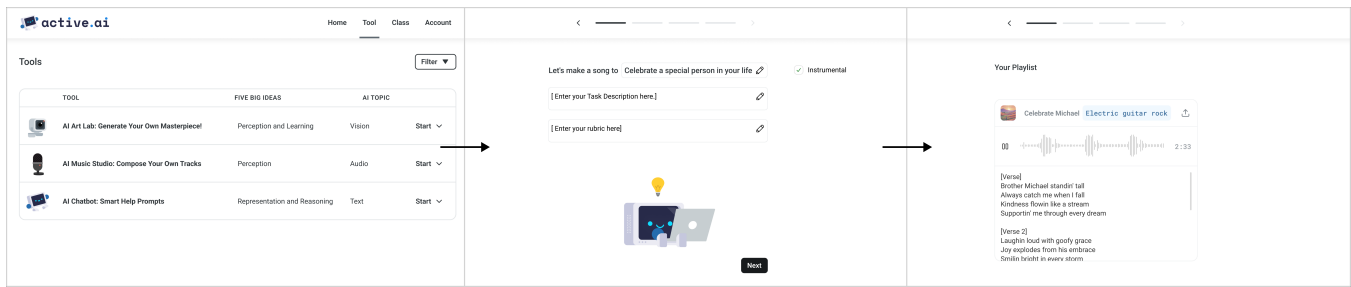 active.ai
Home Tool Class Account
Tools
Filter ▼
TOOL FIVE BIG IDEAS AI TOPIC
AI Art Lab: Generate Your Own Masterpiece! Perception and Learning Vision Start
AI Music Studio: Compose Your Own Tracks Perception Audio Start
AI Chatbot: Smart Help Prompts Representation and Reasoning Text Start
Let's make a song to Celebrate a special person in your life
Instrumental
[ Enter your Task Description here.]
[ Enter your rubric here]
Next
Your Playlist
Celebrate Michael Electric guitar rock
2:33
[Verse]
Brother Michael standin' tall
Always catch me when I fall
Kindness flowin like a stream
Supportin' me through every dream
[Verse 2]
Laughin loud with goofy grace
Joy explodes from his embrace
Smilin bright in every storm